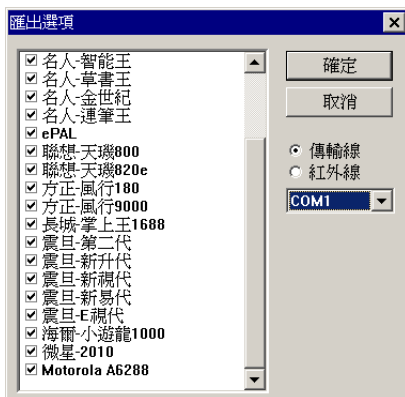 匯出選項
名人-智能王
名人-草書王
名人-金世紀
名人-連筆王
ePAL
聯想-天璣800
聯想-天璣820e
方正-風行180
方正-風行9000
長城-掌上王1688
震旦-第二代
震旦-新升代
震旦-新視代
震旦-新易代
震旦-E視代
海爾-小遊龍1000
微星-2010
Motorola A6288
確定
取消
傳輸線
紅外線
COM1